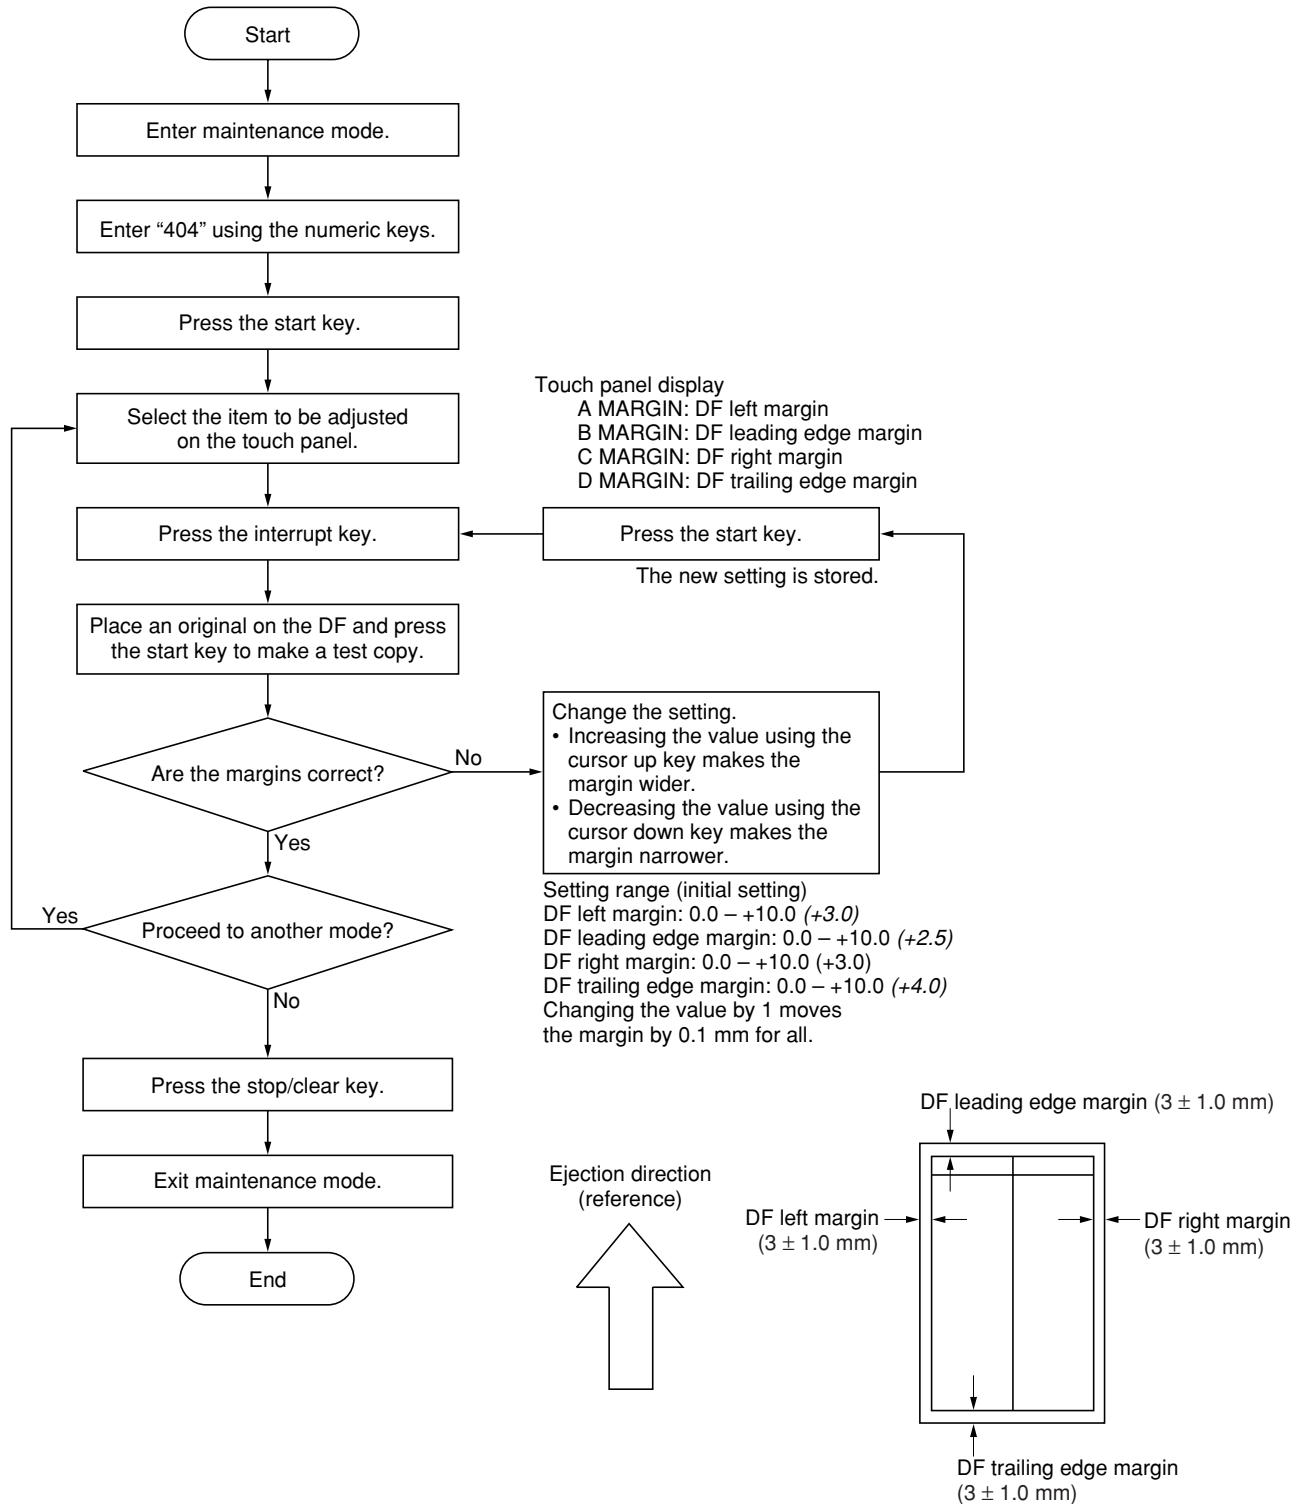 Start
Enter maintenance mode.
Enter “404” using the numeric keys.
Press the start key.
Select the item to be adjusted
on the touch panel.
Touch panel display
A MARGIN: DF left margin
B MARGIN: DF leading edge margin
C MARGIN: DF right margin
D MARGIN: DF trailing edge margin
Press the interrupt key.
Press the start key.
The new setting is stored.
Place an original on the DF and press
the start key to make a test copy.
Are the margins correct?
No
Change the setting.
• Increasing the value using the
cursor up key makes the
margin wider.
• Decreasing the value using the
cursor down key makes the
margin narrower.
Yes
Setting range (initial setting)
DF left margin: 0.0 – +10.0 (+3.0)
DF leading edge margin: 0.0 – +10.0 (+2.5)
DF right margin: 0.0 – +10.0 (+3.0)
DF trailing edge margin: 0.0 – +10.0 (+4.0)
Changing the value by 1 moves
the margin by 0.1 mm for all.
Yes
Proceed to another mode?
No
Press the stop/clear key.
Exit maintenance mode.
End
Ejection direction
(reference)
DF leading edge margin (3 ± 1.0 mm)
DF left margin
(3 ± 1.0 mm)
DF right margin
(3 ± 1.0 mm)
DF trailing edge margin
(3 ± 1.0 mm)